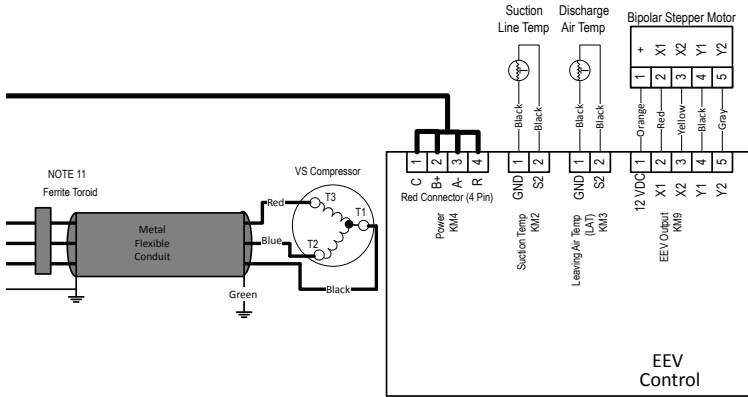 Suction
Line Temp
Discharge
Air Temp
Bipolar Stepper Motor
+
X1
X2
Y1
Y2
1
2
3
4
5
Black
Black
Black
Black
Orange
Red
Yellow
Black
Gray
NOTE 11
Ferrite Toroid
VS Compressor
Metal
Flexible
Conduit
Red
Blue
Black
Green
T3
T1
T2
1
2
3
4
C
B+
A-
R
Red Connector (4 Pin)
Power
KM4
1
2
GND
S2
Suction Temp
KM2
1
2
GND
S2
Leaving Air Temp
(LAT)
KM3
1
2
3
4
5
12 VDC
X1
X2
Y1
Y2
EEV Output
KM9
EEV
Control